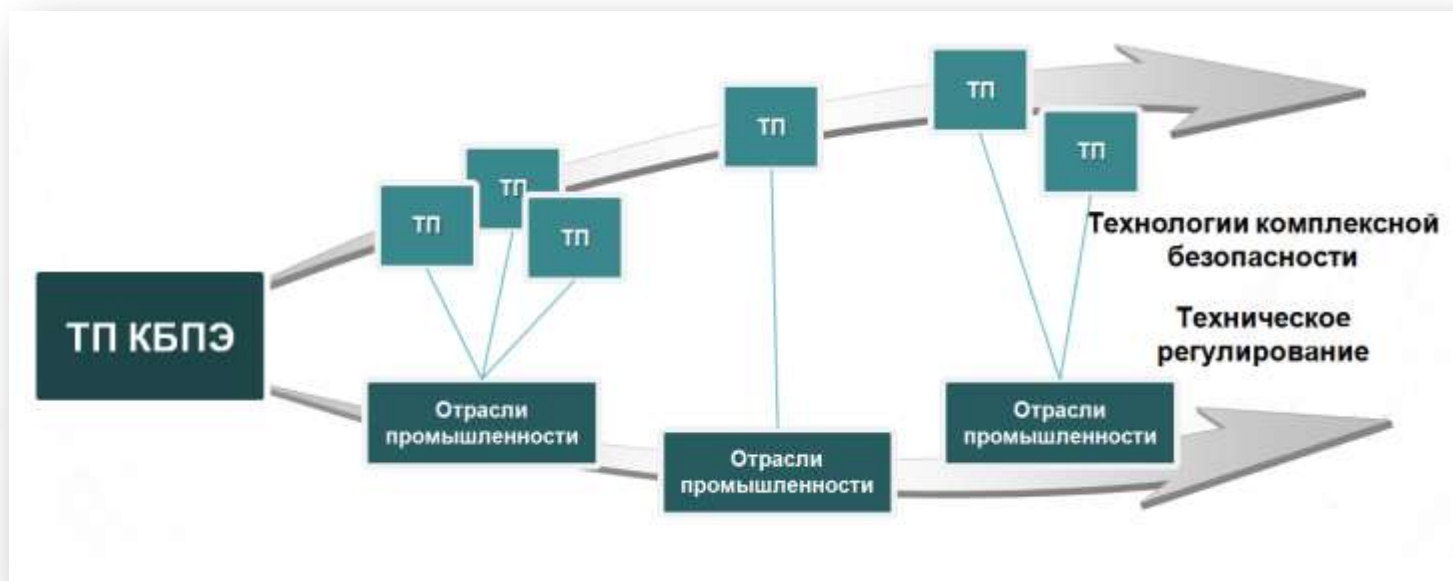 ТП
ТП
ТП
ТП
ТП
ТП
Технологии комплексной
безопасности
ТП КБПЭ
Техническое
регулирование
Отрасли
промышленности
Отрасли
промышленности
Отрасли
промышленности